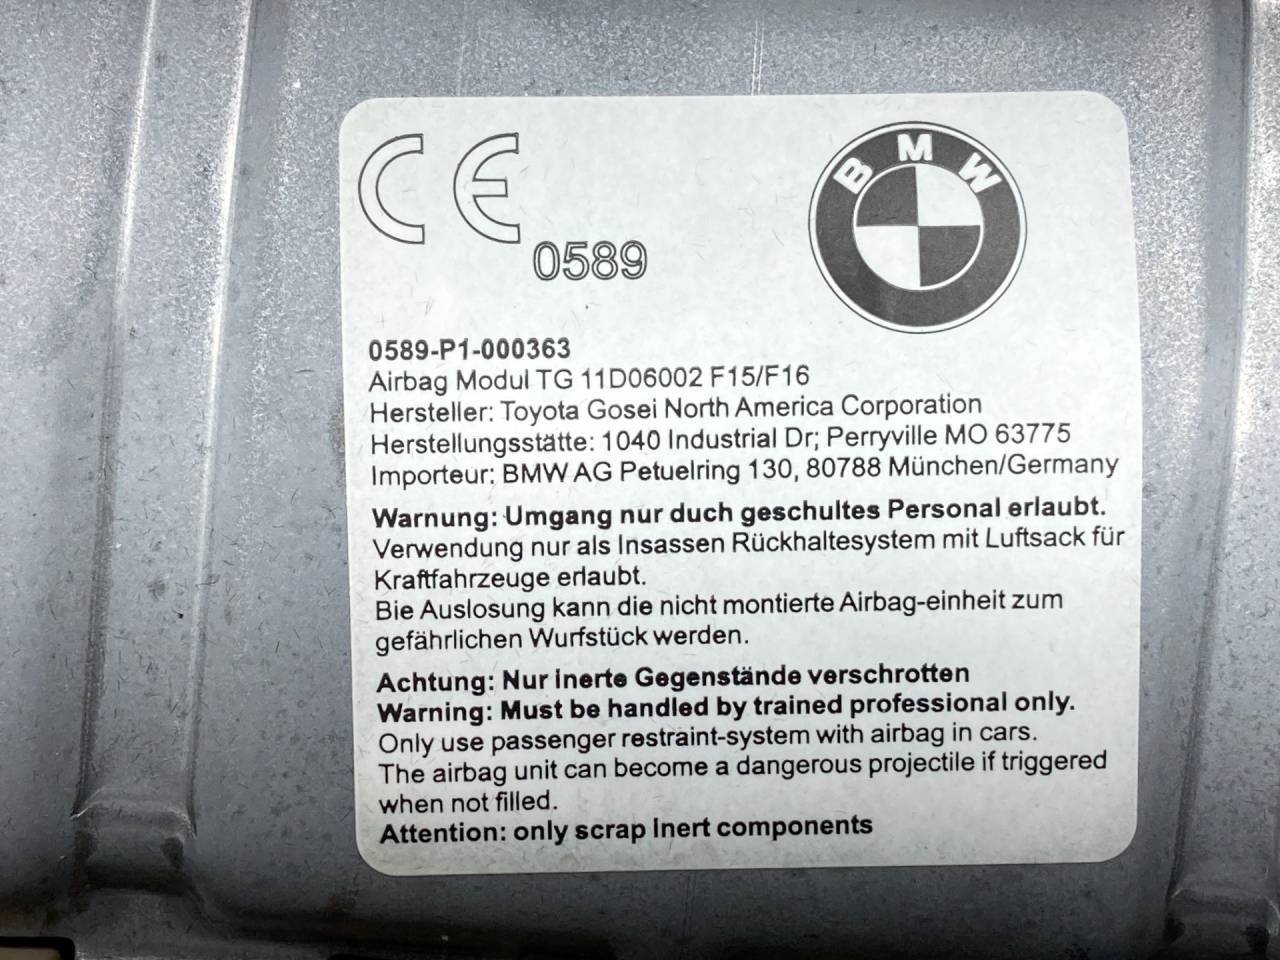 CE
0589
BMW
0589-P1-000363
Airbag Modul TG 11D06002 F15/F16
Hersteller: Toyota Gosei North America Corporation
Herstellungsstätte: 1040 Industrial Dr; Perryville MO 63775
Importeur: BMW AG Petuelring 130, 80788 München/Germany
Warnung: Umgang nur duch geschultes Personal erlaubt.
Verwendung nur als Insassen Rückhaltesystem mit Luftsack für
Kraftfahrzeuge erlaubt.
Bie Auslosung kann die nicht montierte Airbag-einheit zum
gefährlichen Wurfstück werden.
Achtung: Nur inerte Gegenstände verschrotten
Warning: Must be handled by trained professional only.
Only use passenger restraint-system with airbag in cars.
The airbag unit can become a dangerous projectile if triggered
when not filled.
Attention: only scrap Inert components